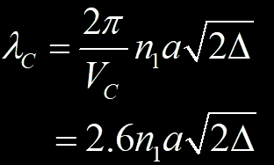 λ_C = 2π/V_C n₁a√2Δ
= 2.6n₁a√2Δ